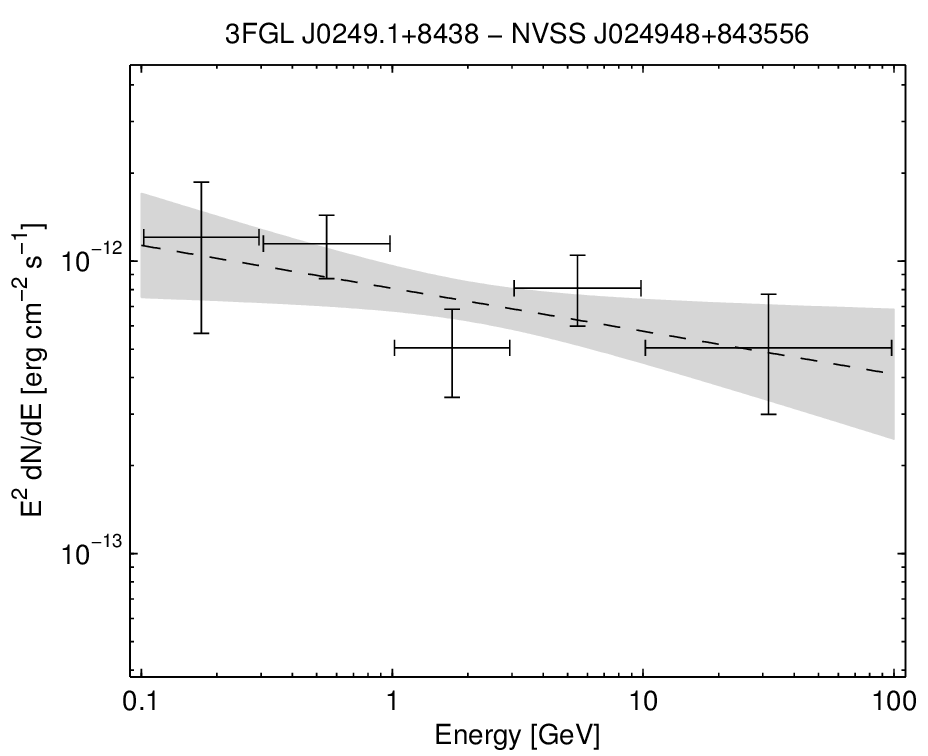 3FGL J0249.1+8438 − NVSS J024948+843556
E² dN/dE [erg cm⁻² s⁻¹]
10⁻¹²
10⁻¹³
0.1 1 10 100
Energy [GeV]